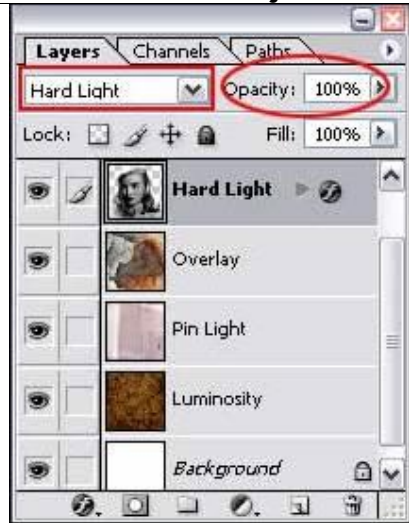 Layers Channels Paths
Hard Light Opacity: 100%
Lock: Fill: 100%
Hard Light
Overlay
Pin Light
Luminosity
Background